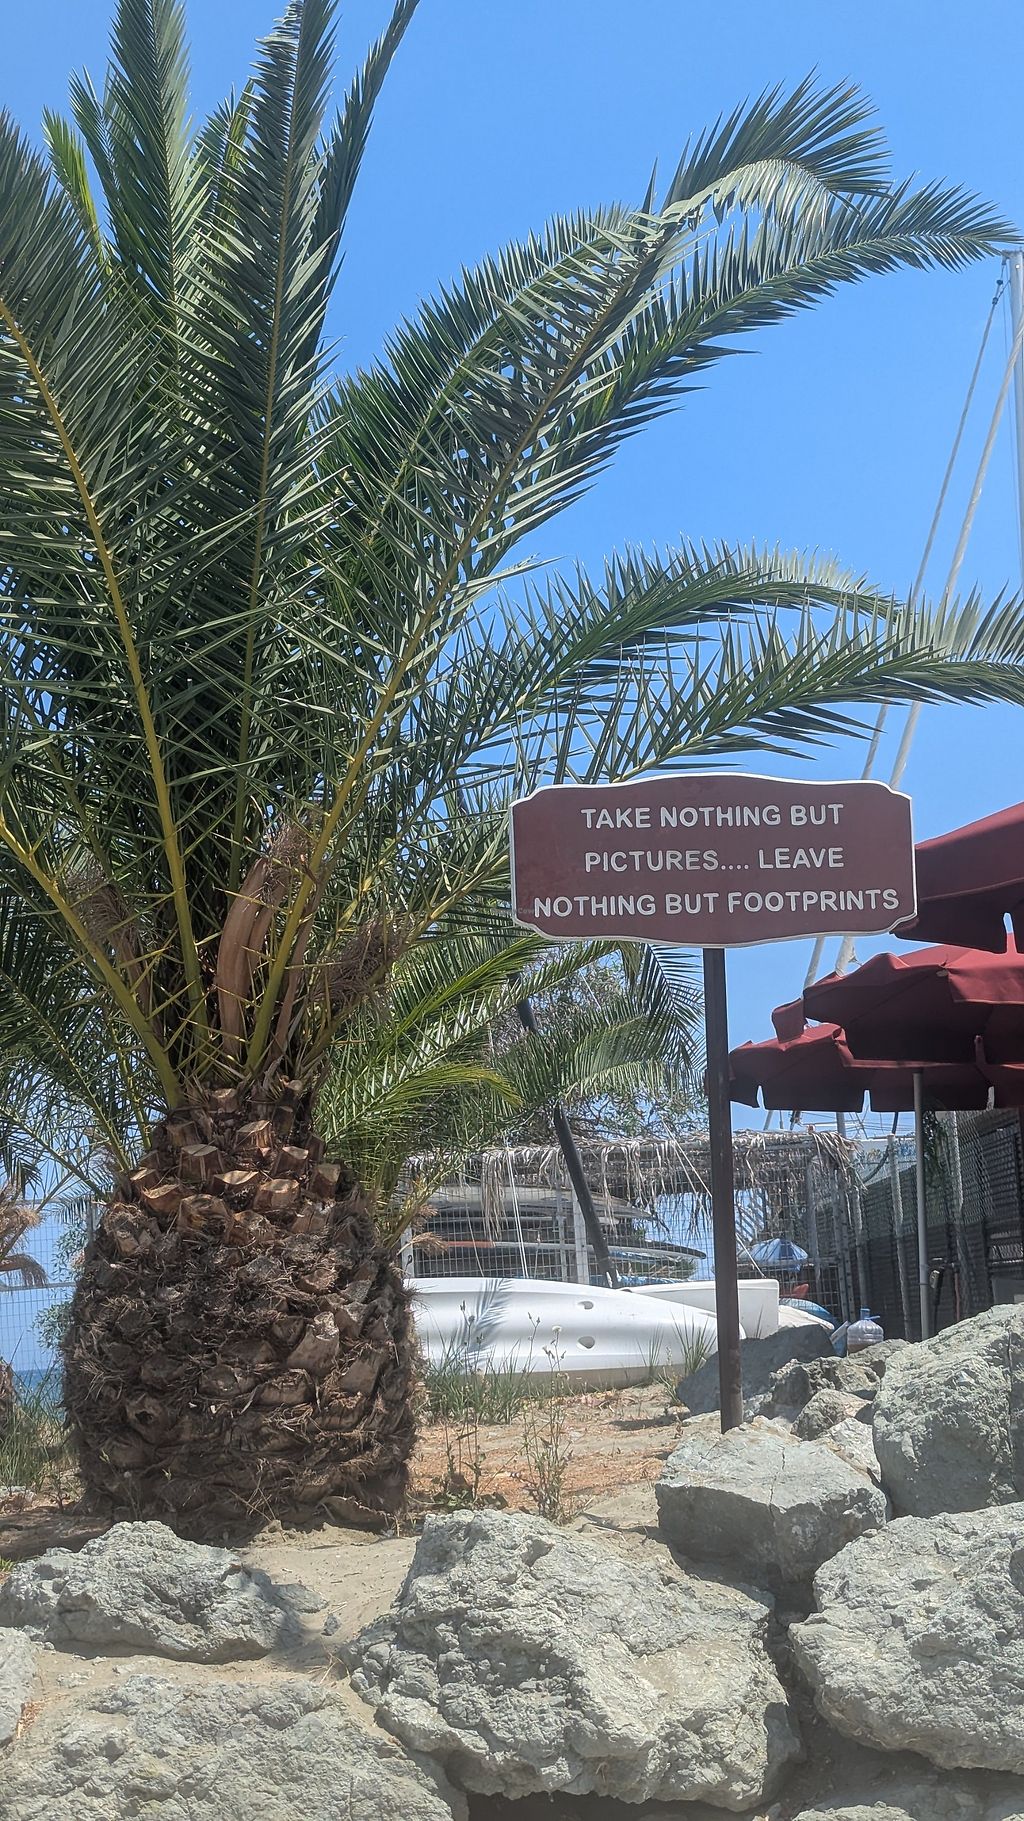 TAKE NOTHING BUT
PICTURES.... LEAVE
NOTHING BUT FOOTPRINTS